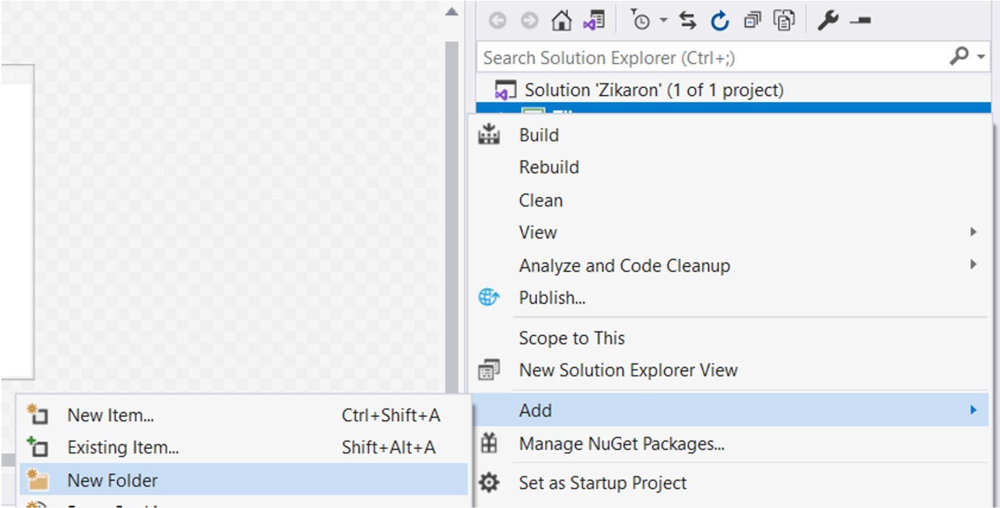 Search Solution Explorer (Ctrl+;)
Solution 'Zikaron' (1 of 1 project)
Build
Rebuild
Clean
View
Analyze and Code Cleanup
Publish...
Scope to This
New Solution Explorer View
Add
Manage NuGet Packages...
Set as Startup Project
New Item... Ctrl+Shift+A
Existing Item... Shift+Alt+A
New Folder